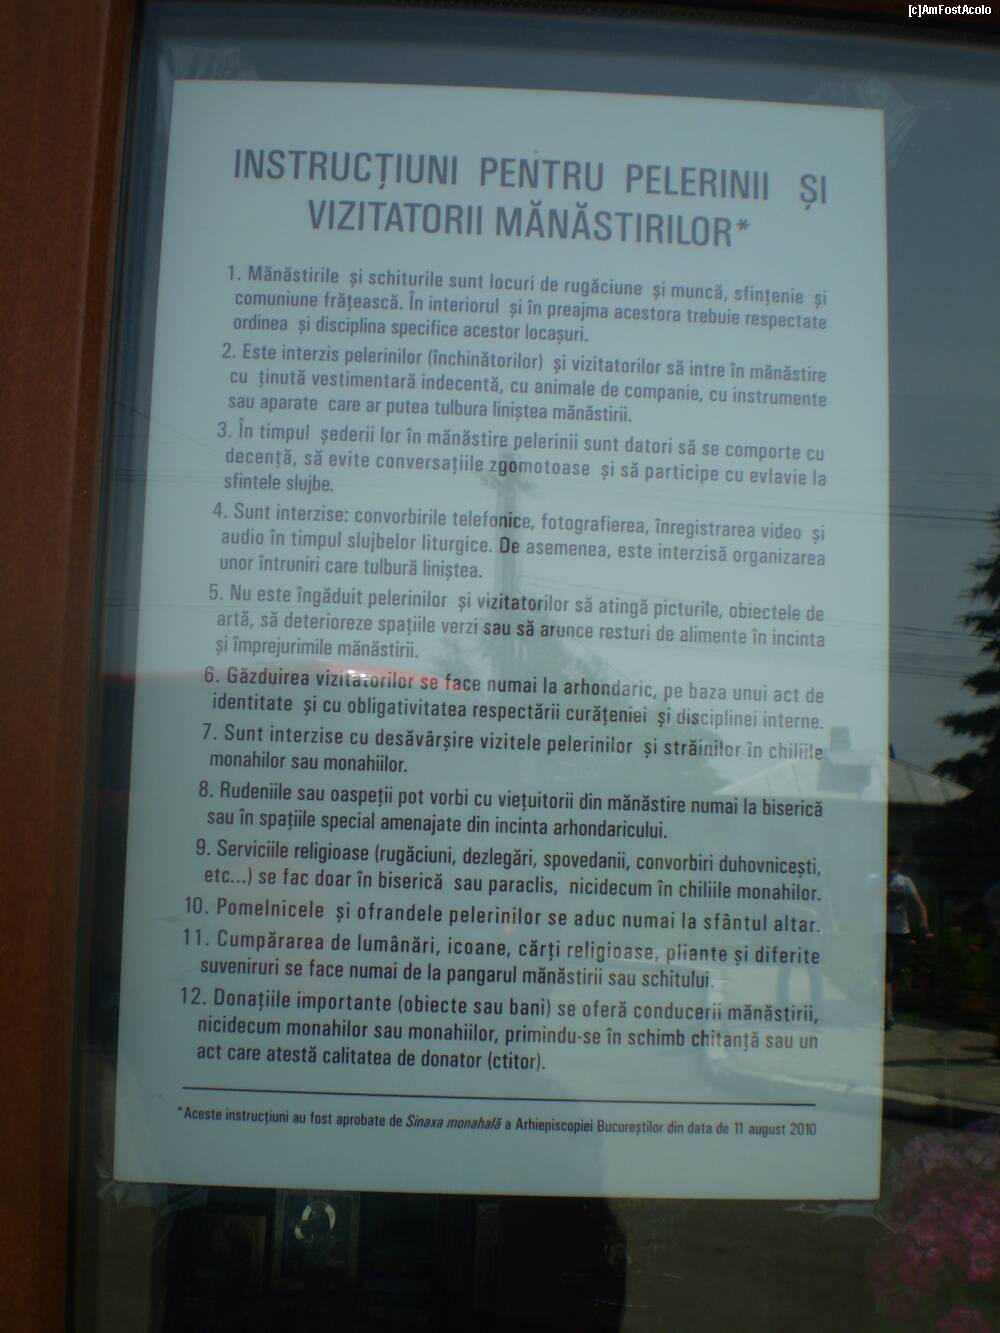 [c]AmFostAcolo
INSTRUCȚIUNI PENTRU PELERINII ȘI
VIZITATORII MĂNĂSTIRILOR*
1. Mănăstirile și schiturile sunt locuri de rugăciune și muncă, sfințenie și
comuniune frățească. În interiorul și în preajma acestora trebuie respectate
ordinea și disciplina specifice acestor locașuri.
2. Este interzis pelerinilor (închinătorilor) și vizitatorilor să intre în mănăstire
cu ținută vestimentară indecentă, cu animale de companie, cu instrumente
sau aparate care ar putea tulbura liniștea mănăstirii.
3. În timpul șederii lor în mănăstire pelerinii sunt datori să se comporte cu
decență, să evite conversațiile zgomotoase și să participe cu evlavie la
sfintele slujbe.
4. Sunt interzise: convorbirile telefonice, fotografierea, înregistrarea video și
audio în timpul slujbelor liturgice. De asemenea, este interzisă organizarea
unor întruniri care tulbură liniștea.
5. Nu este îngăduit pelerinilor și vizitatorilor să atingă picturile, obiectele de
artă, să deterioreze spațiile verzi sau să arunce resturi de alimente în incinta
și împrejurimile mănăstirii.
6. Găzduirea vizitatorilor se face numai la arhondaric, pe baza unui act de
identitate și cu obligativitatea respectării curățeniei și disciplinei interne.
7. Sunt interzise cu desăvârșire vizitele pelerinilor și străinilor în chiliile
monahilor sau monahiilor.
8. Rudeniile sau oaspeții pot vorbi cu viețuitorii din mănăstire numai la biserică
sau în spațiile special amenajate din incinta arhondaricului.
9. Serviciile religioase (rugăciuni, dezlegări, spovedanii, convorbiri duhovnicești,
etc...) se fac doar în biserică sau paraclis, nicidecum în chiliile monahilor.
10. Pomelnicele și ofrandele pelerinilor se aduc numai la sfântul altar.
11. Cumpărarea de lumânări, icoane, cărți religioase, pliante și diferite
suveniruri se face numai de la pangarul mănăstirii sau schitului.
12. Donațiile importante (obiecte sau bani) se oferă conducerii mănăstirii,
nicidecum monahilor sau monahiilor, primindu-se în schimb chitanță sau un
act care atestă calitatea de donator (ctitor).
*Aceste instrucțiuni au fost aprobate de Sinaxa monahală a Arhiepiscopiei Bucureștilor din data de 11 august 2010